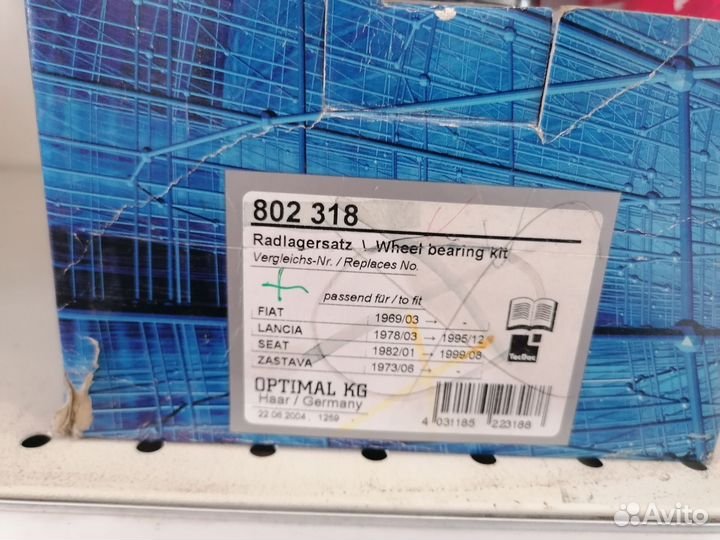 802 318
Radlagersatz \ Wheel bearing kit
Vergleichs-Nr. / Replaces No.
passend für / to fit
FIAT 1969/03 → -
LANCIA 1978/03 → 1995/12
SEAT 1982/01 → 1999/08
ZASTAVA 1973/06 → -
TecDoc
OPTIMAL KG
Haar / Germany
22.06.2004 , 1259
4 031185 223188
Avito